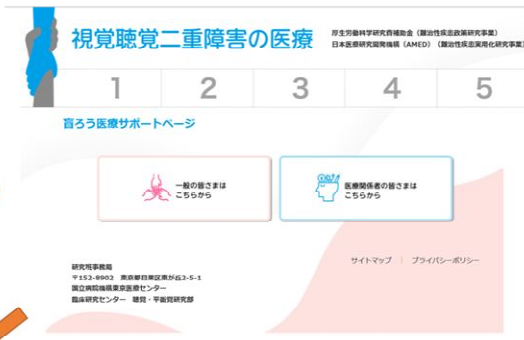 視覚聴覚二重障害の医療
厚生労働科学研究費補助金（難治性疾患政策研究事業）
日本医療研究開発機構（AMED）（難治性疾患実用化研究事業）
1 2 3 4 5
盲ろう医療サポートページ
一般の皆さまは
こちらから
医療関係者の皆さまは
こちらから
サイトマップ | プライバシーポリシー
研究班事務局
〒152-8902 東京都目黒区東が丘2-5-1
国立病院機構東京医療センター
臨床研究センター 聴覚・平衡覚研究部